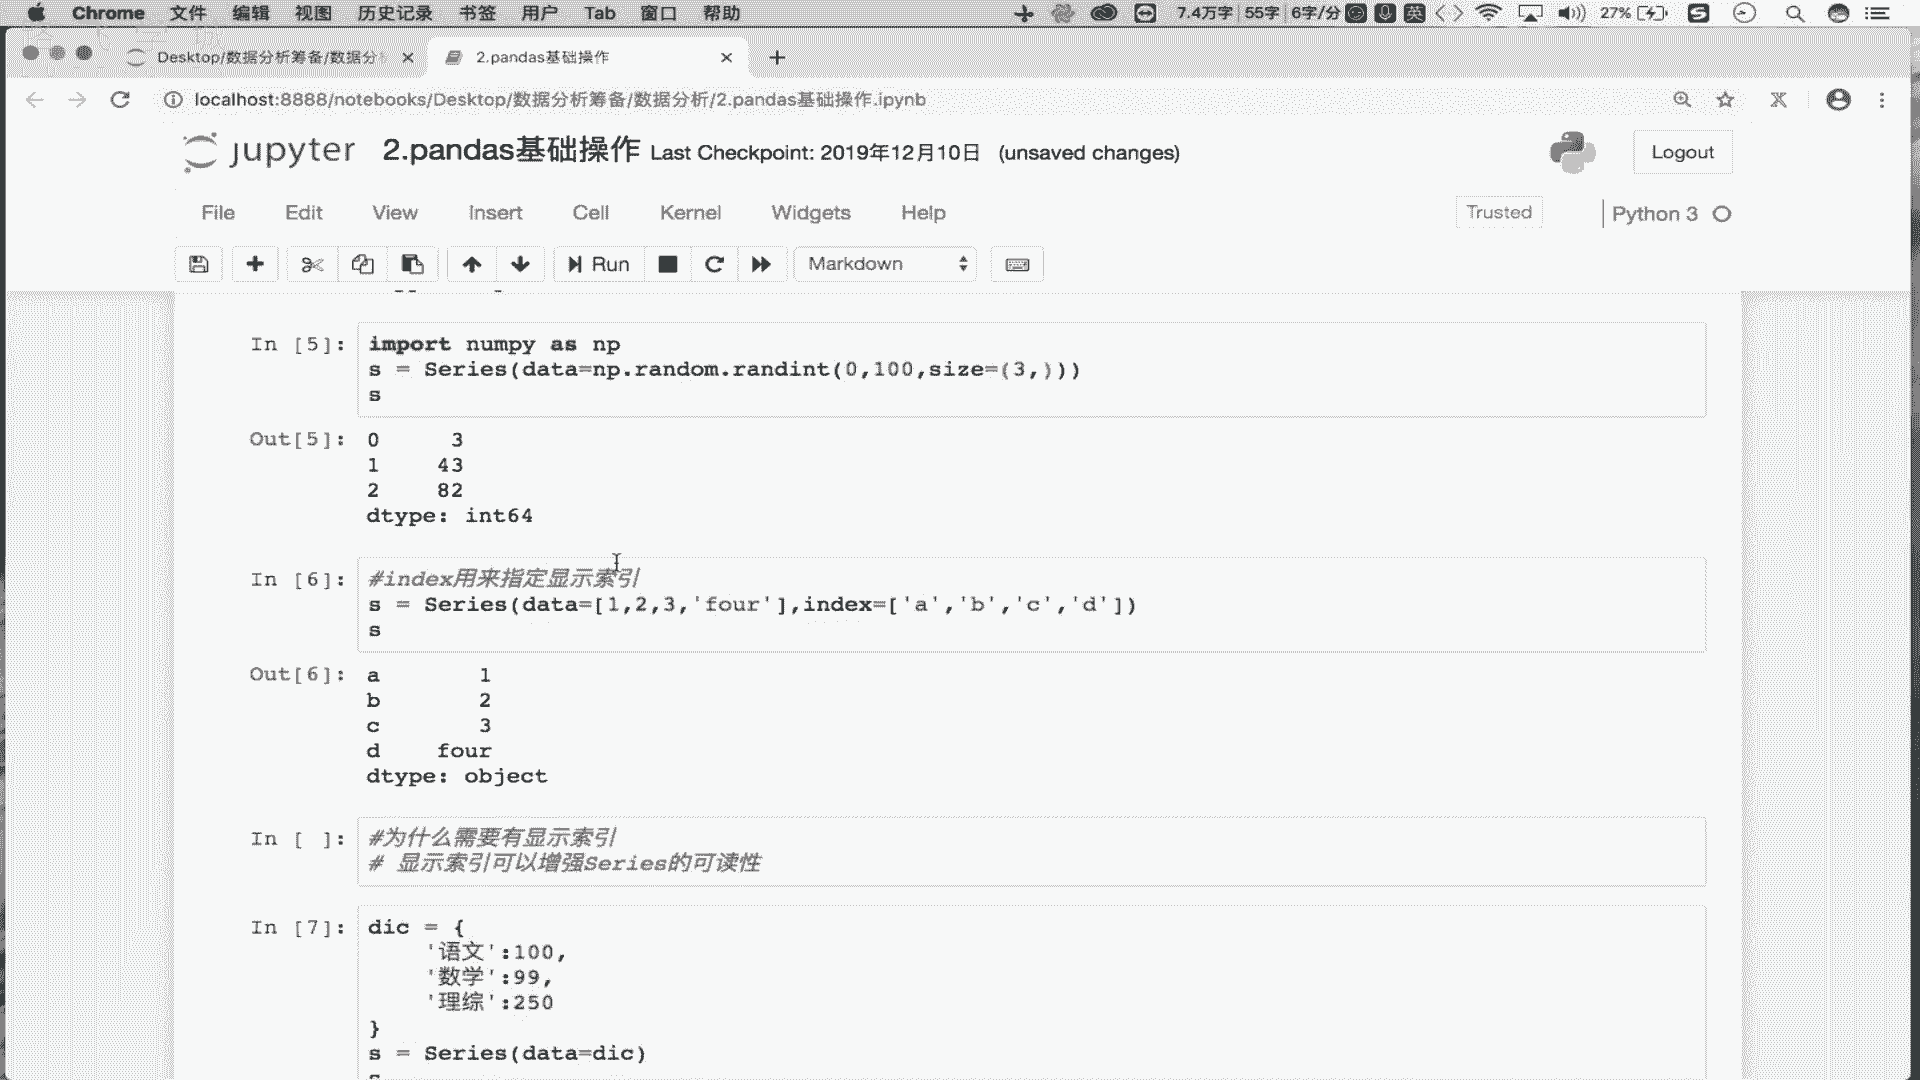 Chrome 文件 编辑 视图 历史记录 书签 用户 Tab 窗口 帮助 7.4万字 55字 6字/分 英 27%
Desktop/数据分析筹备/数据分 2.pandas基础操作
localhost:8888/notebooks/Desktop/数据分析筹备/数据分析/2.pandas基础操作.ipynb
jupyter 2.pandas基础操作 Last Checkpoint: 2019年12月10日 (unsaved changes) Logout
File Edit View Insert Cell Kernel Widgets Help Trusted Python 3
Run Markdown
In [5]: import numpy as np
s = Series(data=np.random.randint(0,100,size=(3,)))
s
Out[5]: 0 3
1 43
2 82
dtype: int64
In [6]: #index用来指定显示索引
s = Series(data=[1,2,3,'four'],index=['a','b','c','d'])
s
Out[6]: a 1
b 2
c 3
d four
dtype: object
In [ ]: #为什么需要有显示索引
# 显示索引可以增强Series的可读性
In [7]: dic = {
'语文':100,
'数学':99,
'理综':250
}
s = Series(data=dic)